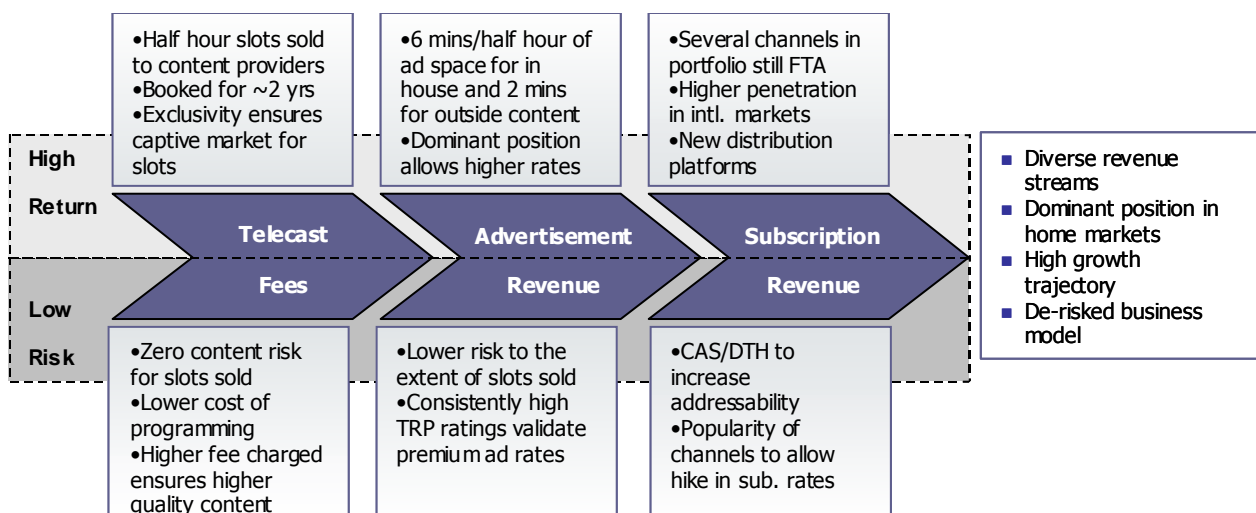 •Half hour slots sold
to content providers
•Booked for ~2 yrs
•Exclusivity ensures
captive market for
slots
•6 mins/half hour of
ad space for in
house and 2 mins
for outside content
•Dominant position
allows higher rates
•Several channels in
portfolio still FTA
•Higher penetration
in intl. markets
•New distribution
platforms
High
Return
Low
Risk
Telecast
Fees
Advertisement
Revenue
Subscription
Revenue
•Zero content risk
for slots sold
•Lower cost of
programming
•Higher fee charged
ensures higher
quality content
•Lower risk to the
extent of slots sold
•Consistently high
TRP ratings validate
premium ad rates
•CAS/DTH to
increase
addressability
•Popularity of
channels to allow
hike in sub. rates
■ Diverse revenue
streams
■ Dominant position in
home markets
■ High growth
trajectory
■ De-risked business
model